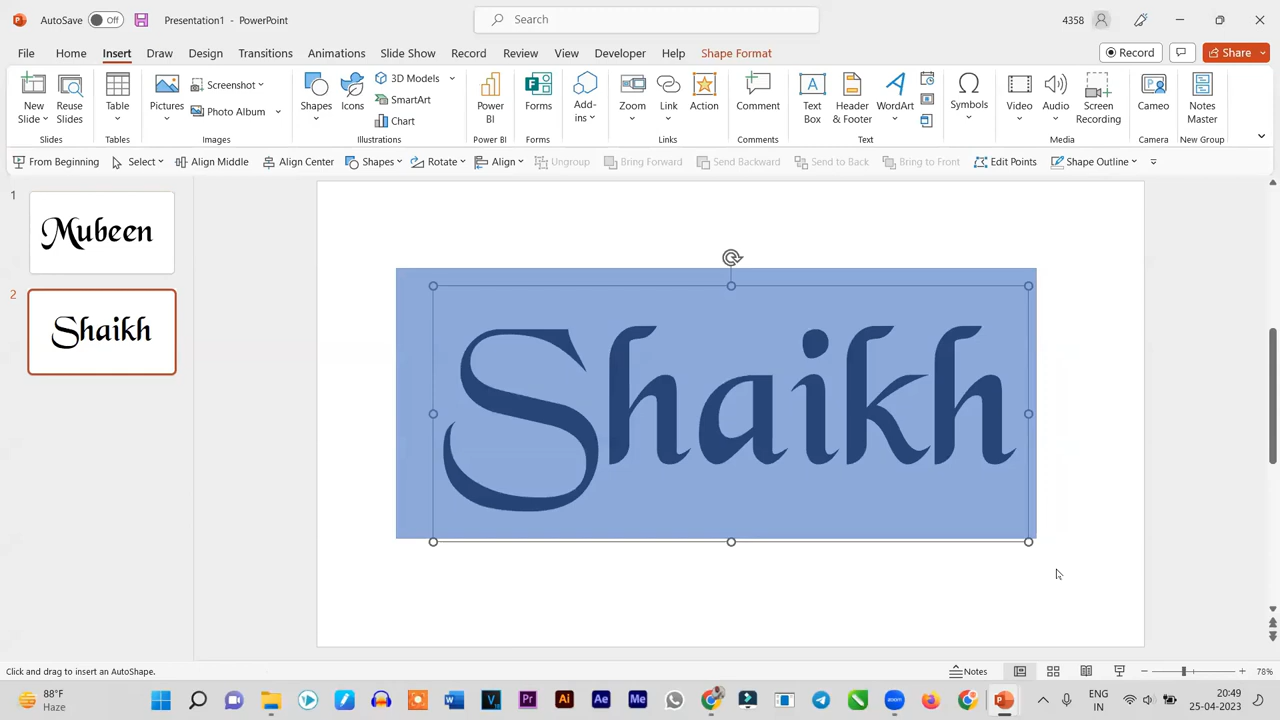 AutoSave Off Presentation1 - PowerPoint Search 4358
File Home Insert Draw Design Transitions Animations Slide Show Record Review View Developer Help Shape Format Record Share
New Slide Reuse Slides Table Pictures Screenshot Photo Album Shapes Icons 3D Models SmartArt Chart Power BI Forms Add-ins Zoom Link Action Comment Text Box Header & Footer WordArt Symbols Video Audio Screen Recording Cameo Notes Master
Slides Tables Images Illustrations Power BI Forms Links Comments Text Media Camera New Group
From Beginning Select Align Middle Align Center Shapes Rotate Align Ungroup Bring Forward Send Backward Send to Back Bring to Front Edit Points Shape Outline
1
Mubeen
2
Shaikh
Shaikh
Click and drag to insert an AutoShape. Notes 78%
88°F ENG 20:49
Haze IN 25-04-2023